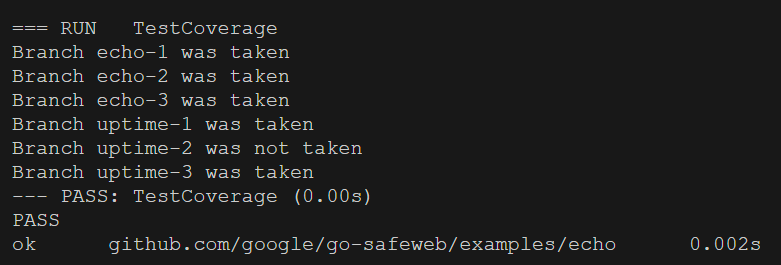 === RUN   TestCoverage
Branch echo-1 was taken
Branch echo-2 was taken
Branch echo-3 was taken
Branch uptime-1 was taken
Branch uptime-2 was not taken
Branch uptime-3 was taken
--- PASS: TestCoverage (0.00s)
PASS
ok      github.com/google/go-safeweb/examples/echo      0.002s